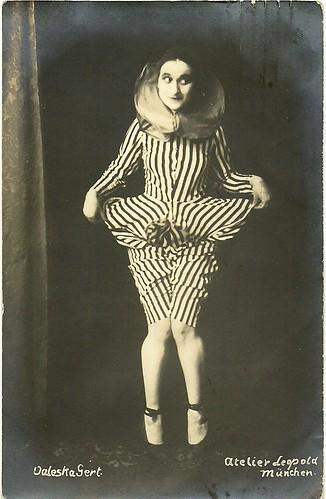 Valeska Gert.
Atelier Leopold
München.